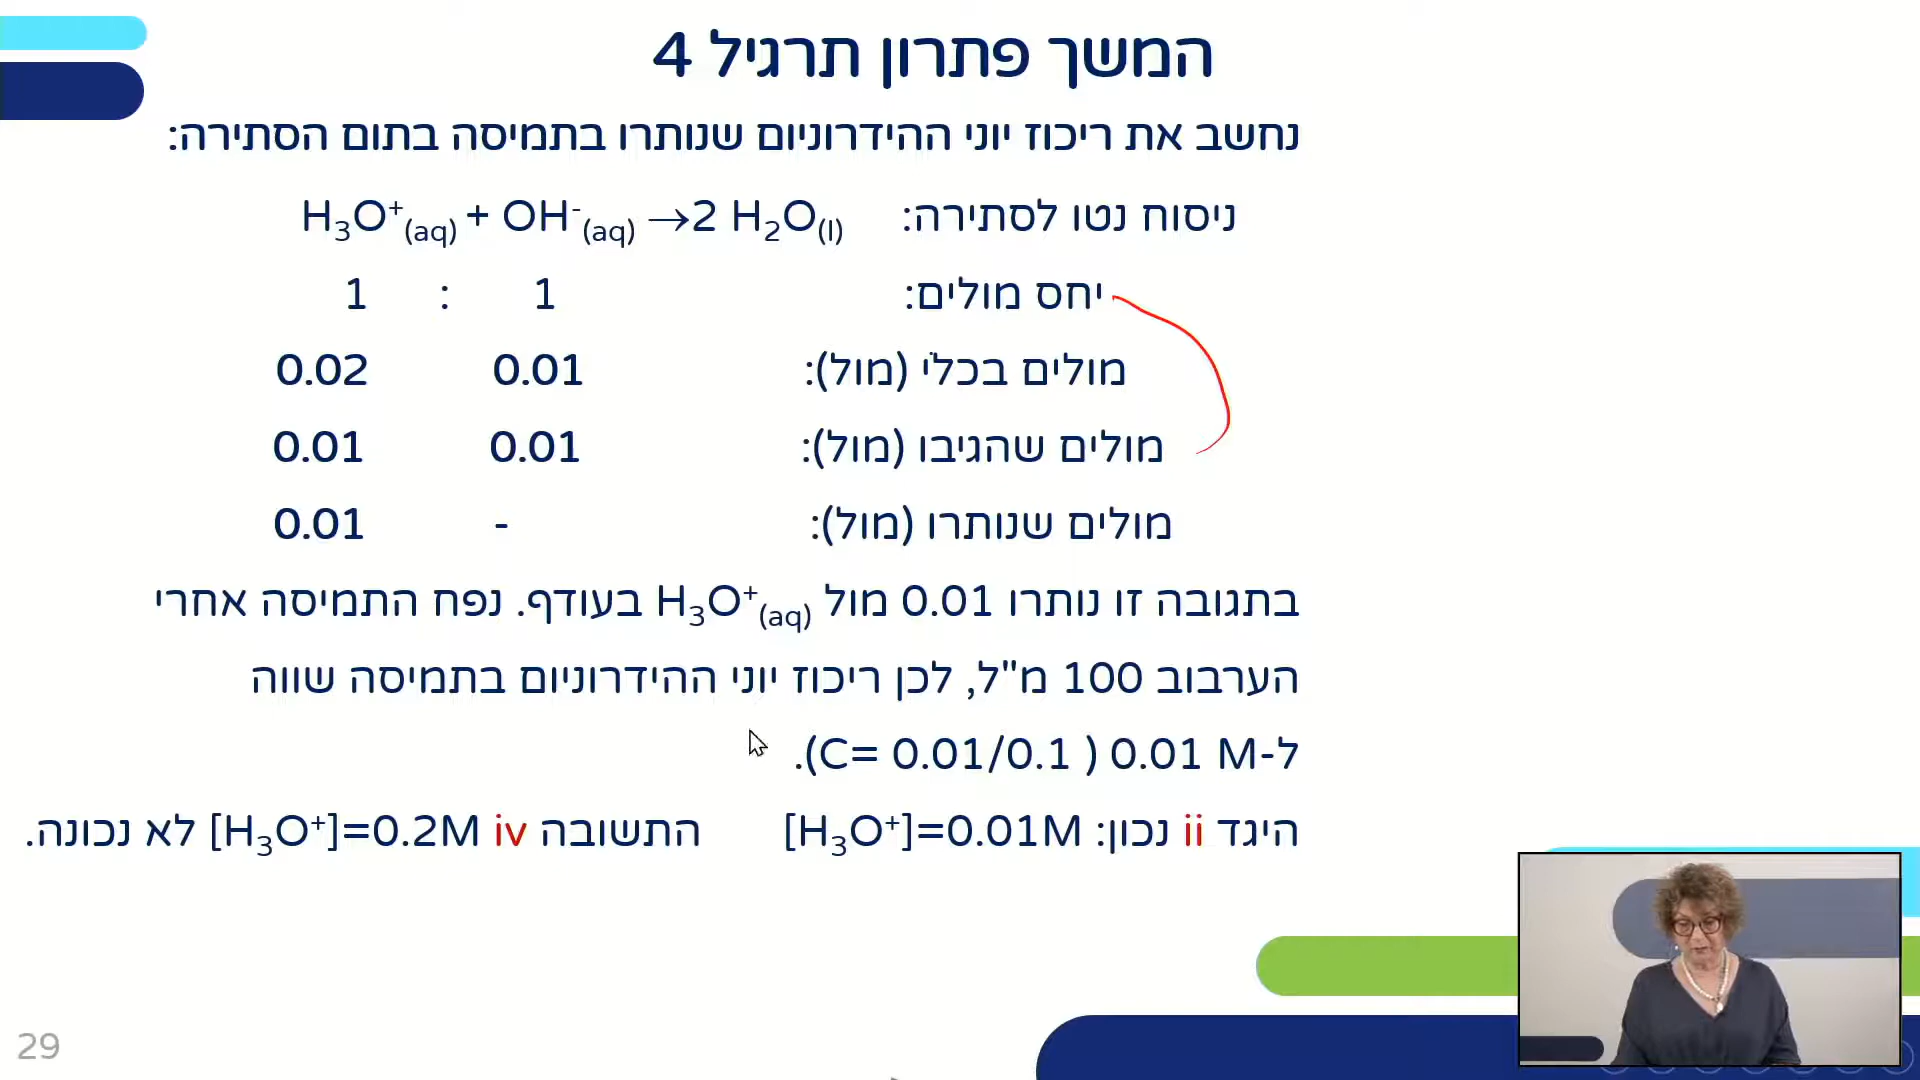 המשך פתרון תרגיל 4
נחשב את ריכוז יוני ההידרוניום שנותרו בתמיסה בתום הסתירה:
ניסוח נטו לסתירה: H₃O⁺(aq) + OH⁻(aq) →2 H₂O(l)
יחס מולים: 1 : 1
מולים בכלי (מול): 0.02 0.01
מולים שהגיבו (מול): 0.01 0.01
מולים שנותרו (מול): 0.01 -
בתגובה זו נותרו 0.01 מול H₃O⁺(aq) בעודף. נפח התמיסה אחרי
הערבוב 100 מ"ל, לכן ריכוז יוני ההידרוניום בתמיסה שווה
ל-0.01 M ( C= 0.01/0.1).
היגד ii נכון: [H₃O⁺]=0.01M התשובה iv [H₃O⁺]=0.2M לא נכונה.
29